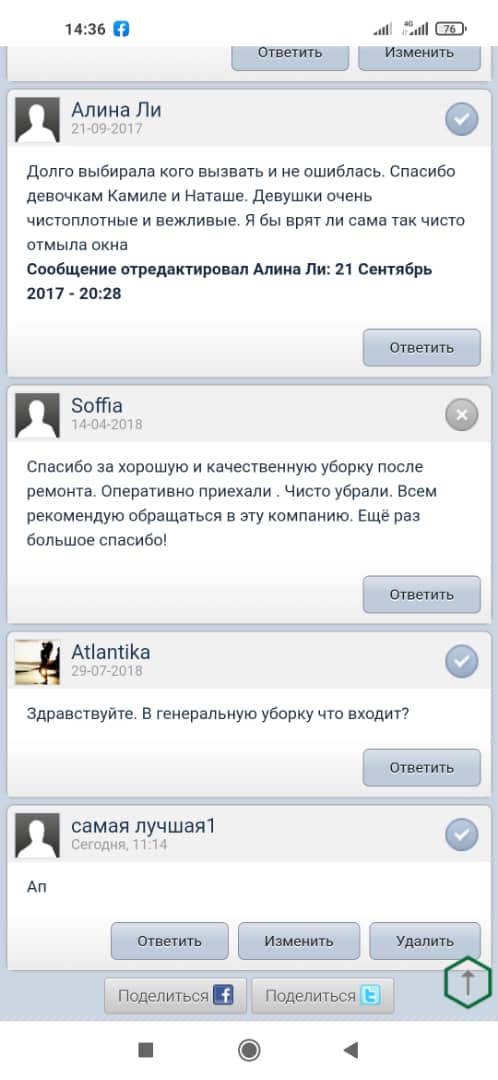 14:36
4G
76
Ответить
Изменить
Алина Ли
21-09-2017
Долго выбирала кого вызвать и не ошиблась. Спасибо
девочкам Камиле и Наташе. Девушки очень
чистоплотные и вежливые. Я бы врят ли сама так чисто
отмыла окна
Сообщение отредактировал Алина Ли: 21 Сентябрь
2017 - 20:28
Ответить
Soffia
14-04-2018
Спасибо за хорошую и качественную уборку после
ремонта. Оперативно приехали . Чисто убрали. Всем
рекомендую обращаться в эту компанию. Ещё раз
большое спасибо!
Ответить
Atlantika
29-07-2018
Здравствуйте. В генеральную уборку что входит?
Ответить
самая лучшая1
Сегодня, 11:14
Ап
Ответить
Изменить
Удалить
Поделиться
Поделиться